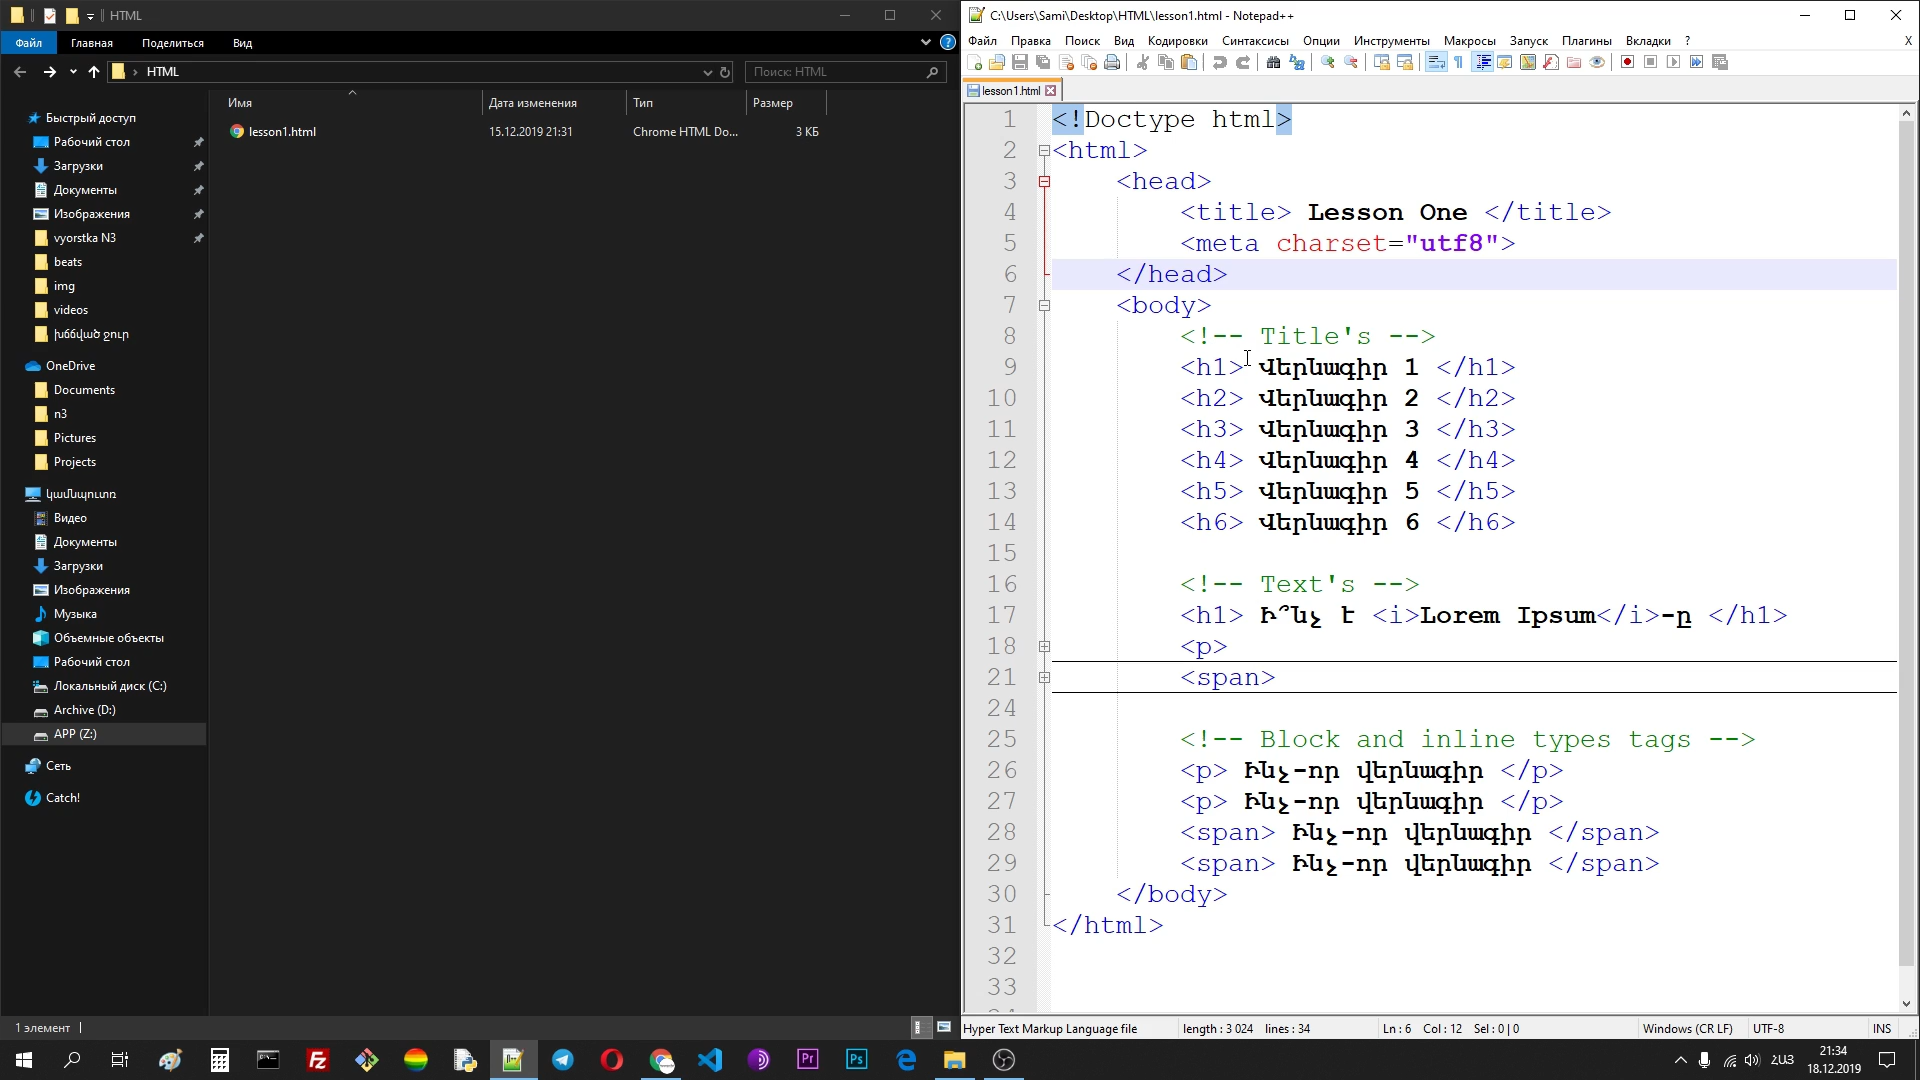 HTML
Файл Главная Поделиться Вид
HTML
Поиск: HTML
Имя Дата изменения Тип Размер
lesson1.html 15.12.2019 21:31 Chrome HTML Do... 3 КБ
Быстрый доступ
Рабочий стол
Загрузки
Документы
Изображения
vyorstka N3
beats
img
videos
խճճված շուր
OneDrive
Documents
n3
Pictures
Projects
Կամպուտռ
Видео
Документы
Загрузки
Изображения
Музыка
Объемные объекты
Рабочий стол
Локальный диск (C:)
Archive (D:)
APP (Z:)
Сеть
Catch!
1 элемент
C:\Users\Sami\Desktop\HTML\lesson1.html - Notepad++
Файл Правка Поиск Вид Кодировки Синтаксисы Опции Инструменты Макросы Запуск Плагины Вкладки ? X
lesson1.html
1 <!Doctype html>
2 <html>
3 <head>
4 <title> Lesson One </title>
5 <meta charset="utf8">
6 </head>
7 <body>
8 <!-- Title's -->
9 <h1> Վերնագիր 1 </h1>
10 <h2> Վերնագիր 2 </h2>
11 <h3> Վերնագիր 3 </h3>
12 <h4> Վերնագիր 4 </h4>
13 <h5> Վերնագիր 5 </h5>
14 <h6> Վերնագիր 6 </h6>
15
16 <!-- Text's -->
17 <h1> Ի՞նչ է <i>Lorem Ipsum</i>-ը </h1>
18 <p>
21 <span>
24
25 <!-- Block and inline types tags -->
26 <p> Ինչ-որ վերնագիր </p>
27 <p> Ինչ-որ վերնագիր </p>
28 <span> Ինչ-որ վերնագիր </span>
29 <span> Ինչ-որ վերնագիր </span>
30 </body>
31 </html>
32
33
Hyper Text Markup Language file length : 3 024 lines : 34 Ln : 6 Col : 12 Sel : 0 | 0 Windows (CR LF) UTF-8 INS
ՀԱՅ
21:34
18.12.2019